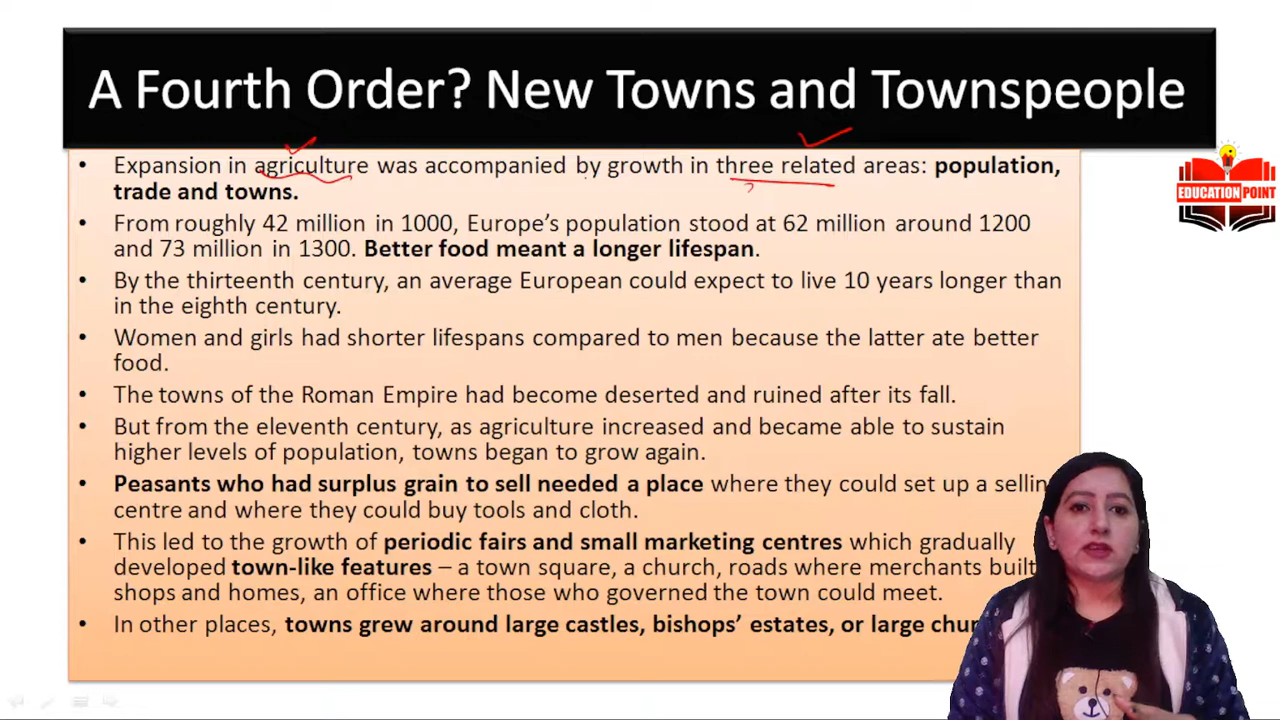 A Fourth Order? New Towns and Townspeople
• Expansion in agriculture was accompanied by growth in three related areas: population,
trade and towns.
• From roughly 42 million in 1000, Europe's population stood at 62 million around 1200
and 73 million in 1300. Better food meant a longer lifespan.
• By the thirteenth century, an average European could expect to live 10 years longer than
in the eighth century.
• Women and girls had shorter lifespans compared to men because the latter ate better
food.
• The towns of the Roman Empire had become deserted and ruined after its fall.
• But from the eleventh century, as agriculture increased and became able to sustain
higher levels of population, towns began to grow again.
• Peasants who had surplus grain to sell needed a place where they could set up a sellin
centre and where they could buy tools and cloth.
• This led to the growth of periodic fairs and small marketing centres which gradually
developed town-like features – a town square, a church, roads where merchants built
shops and homes, an office where those who governed the town could meet.
• In other places, towns grew around large castles, bishops' estates, or large chur
EDUCATION POINT